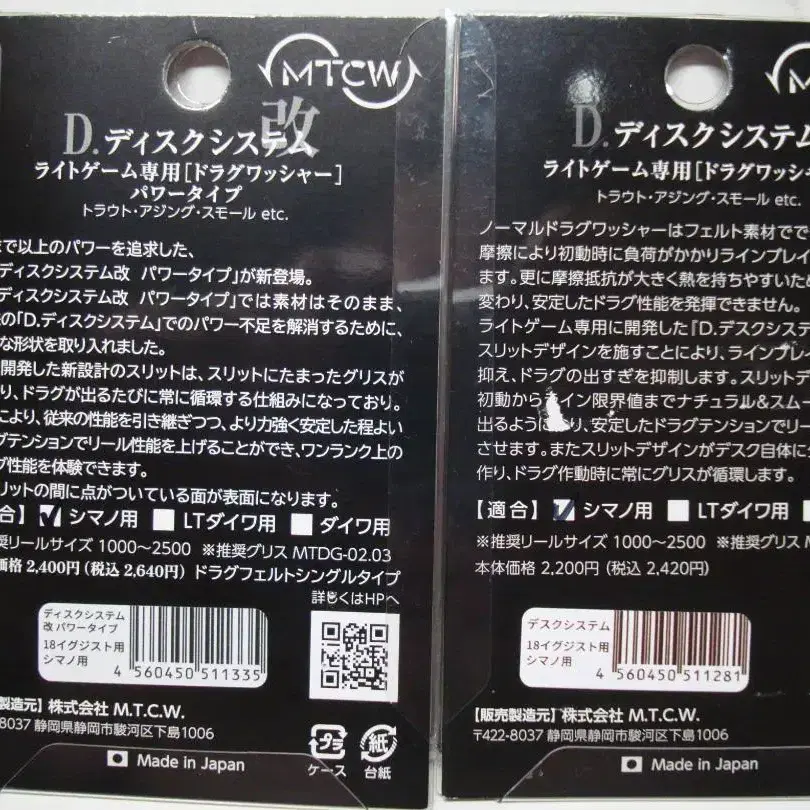 MTCW
改
D.ディスクシステム
ライトゲーム専用[ドラグワッシャー]
パワータイプ
トラウト・アジング・スモール etc.
で以上のパワーを追求した、
ディスクシステム改 パワータイプ」が新登場。
ディスクシステム改 パワータイプ」では素材はそのまま、
の「D.ディスクシステム」でのパワー不足を解消するために、
な形状を取り入れました。
開発した新設計のスリットは、スリットにたまったグリスが
り、ドラグが出るたびに常に循環する仕組みになっており。
により、従来の性能を引き継ぎつつ、より力強く安定した程よい
グテンションでリール性能を上げることができ、ワンランク上の
グ性能を体験できます。
リットの間に点がついている面が表面になります。
合】 シマノ用 LTダイワ用 ダイワ用
奨リールサイズ 1000〜2500 ※推奨グリス MTDG-02.03
価格 2,400円 (税込 2,640円) ドラグフェルトシングルタイプ
詳しくはHPへ
ディスクシステム
改 パワータイプ
18イグジスト用
シマノ用
4 560450 511335
製造元】 株式会社 M.T.C.W.
-8037 静岡県静岡市駿河区下島1006
Made in Japan
プラ
ケース
紙
台紙
MTCW
D.ディスクシステム
ライトゲーム専用[ドラグワッシャ
トラウト・アジング・スモール etc.
ノーマルドラグワッシャーはフェルト素材でで
摩擦により初動時に負荷がかかりラインブレイ
ます。更に摩擦抵抗が大きく熱を持ちやすいた
変わり、安定したドラグ性能を発揮できません。
ライトゲーム専用に開発した『D.デスクシステ
スリットデザインを施すことにより、ラインブレー
抑え、ドラグの出すぎを抑制します。スリットデ
初動からライン限界値までナチュラル&スムー
出るようになり、安定したドラグテンションでリー
させます。またスリットデザインがデスク自体に
作り、ドラグ作動時に常にグリスが循環します。
【適合】 シマノ用 LTダイワ用
※推奨リールサイズ 1000〜2500 ※推奨グリス M
本体価格 2,200円 (税込 2,420円)
デスクシステム
18イグジスト用
シマノ用
4 560450 511281
【販売製造元】 株式会社 M.T.C.W.
〒422-8037 静岡県静岡市駿河区下島1006
Made in Japan